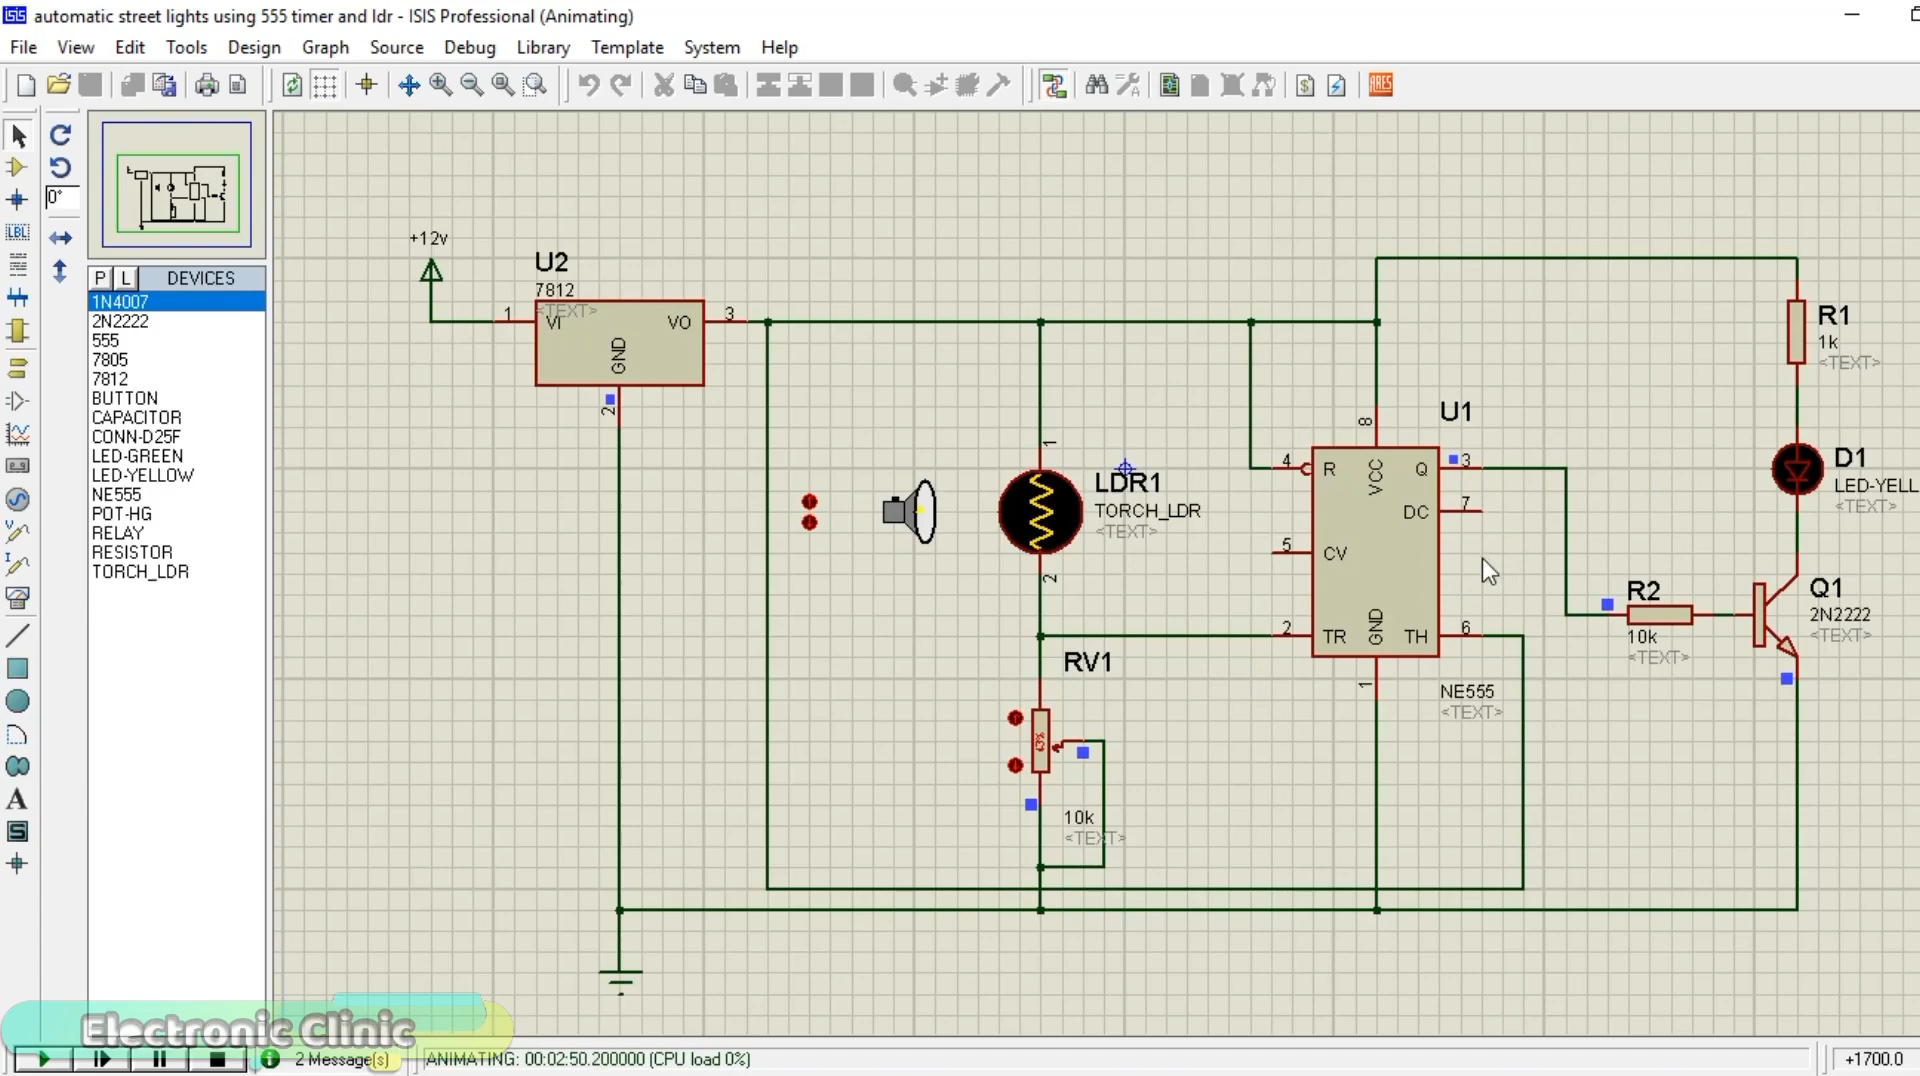 automatic street lights using 555 timer and ldr - ISIS Professional (Animating)
File View Edit Tools Design Graph Source Debug Library Template System Help
ARES
LBL
0°
P L DEVICES
1N4007
2N2222
555
7805
7812
BUTTON
CAPACITOR
CONN-D25F
LED-GREEN
LED-YELLOW
NE555
POT-HG
RELAY
RESISTOR
TORCH_LDR
+12v
U2
7812
<TEXT>
1 VI VO 3
GND
2
LDR1
TORCH_LDR
<TEXT>
1
2
RV1
10k
<TEXT>
U1
8
4 R VCC Q 3
DC 7
5 CV
2 TR GND TH 6
1
NE555
<TEXT>
R1
1k
<TEXT>
D1
LED-YELL
<TEXT>
R2
10k
<TEXT>
Q1
2N2222
<TEXT>
Electronic Clinic
2 Message(s) ANIMATING: 00:02:50.200000 (CPU load 0%) +1700.0